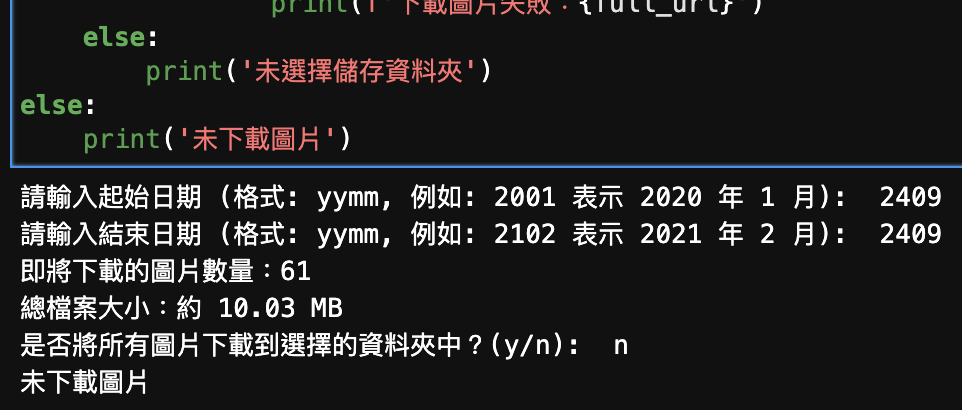 print(f'下載圖片失敗：{full_url}')
else:
print('未選擇儲存資料夾')
else:
print('未下載圖片')
請輸入起始日期 (格式: yymm, 例如: 2001 表示 2020 年 1 月):  2409
請輸入結束日期 (格式: yymm, 例如: 2102 表示 2021 年 2 月):  2409
即將下載的圖片數量：61
總檔案大小：約 10.03 MB
是否將所有圖片下載到選擇的資料夾中？(y/n):  n
未下載圖片